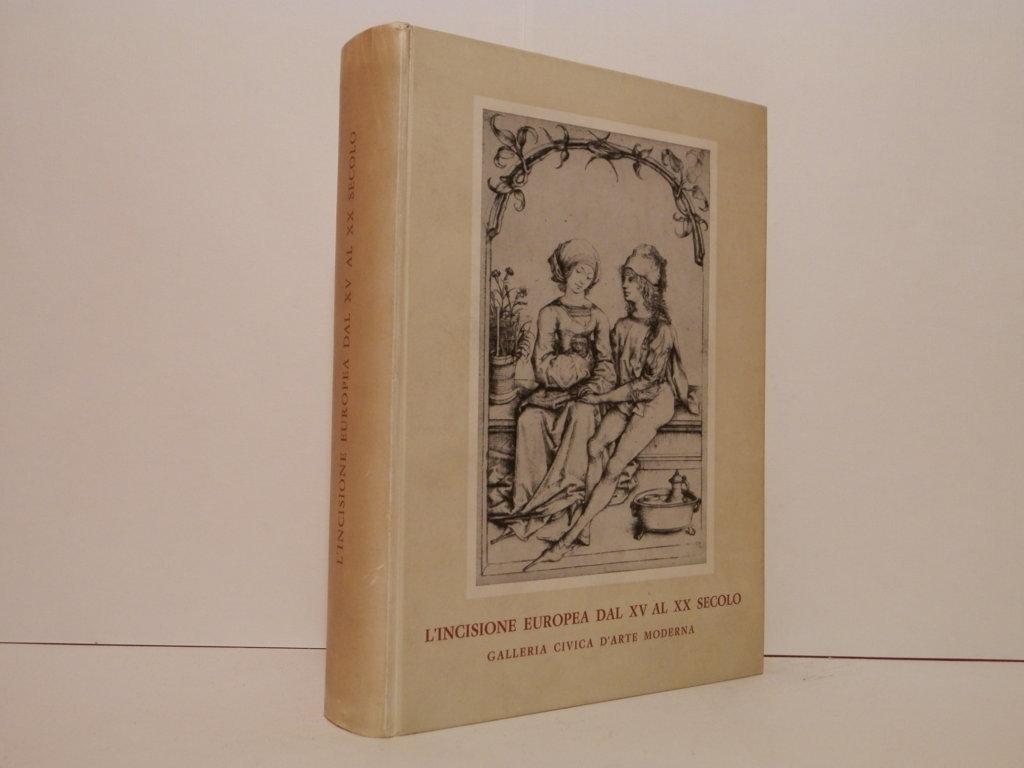 L'INCISIONE EUROPEA DAL XV AL XX SECOLO
L'INCISIONE EUROPEA DAL XV AL XX SECOLO
GALLERIA CIVICA D'ARTE MODERNA